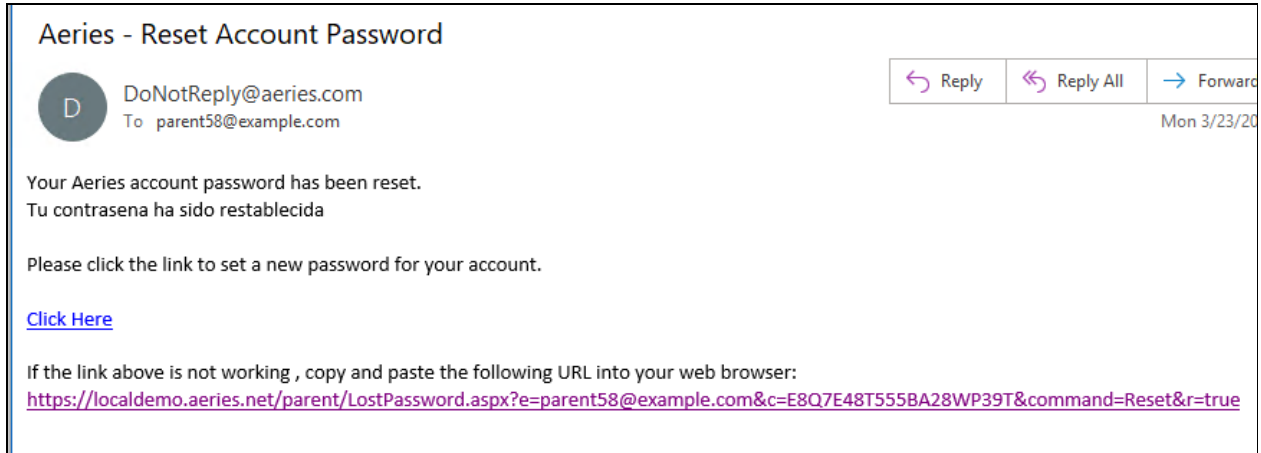 Aeries - Reset Account Password
D
DoNotReply@aeries.com
To parent58@example.com
Reply
Reply All
Forward
Mon 3/23/20
Your Aeries account password has been reset.
Tu contrasena ha sido restablecida
Please click the link to set a new password for your account.
Click Here
If the link above is not working , copy and paste the following URL into your web browser:
https://localdemo.aeries.net/parent/LostPassword.aspx?e=parent58@example.com&c=E8Q7E48T555BA28WP39T&command=Reset&r=true